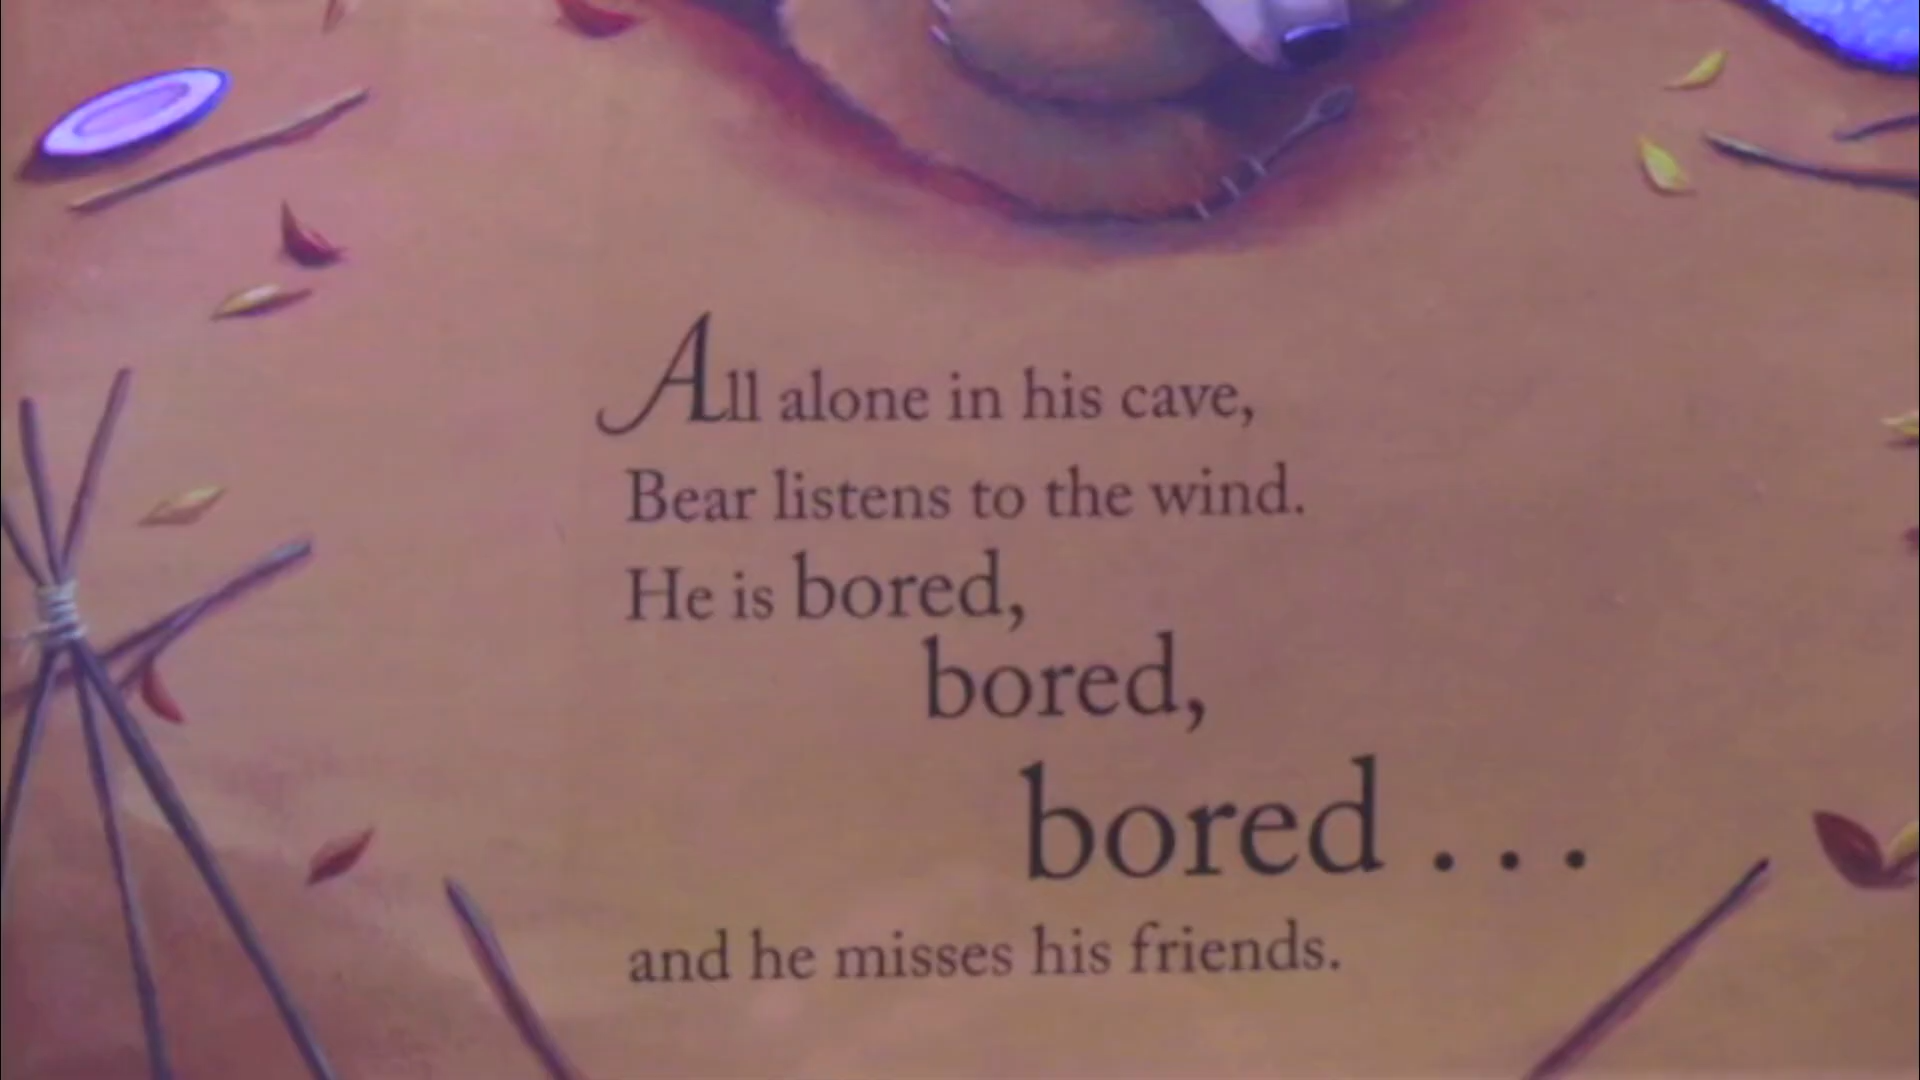 All alone in his cave,
Bear listens to the wind.
He is bored,
bored,
bored . . .
and he misses his friends.